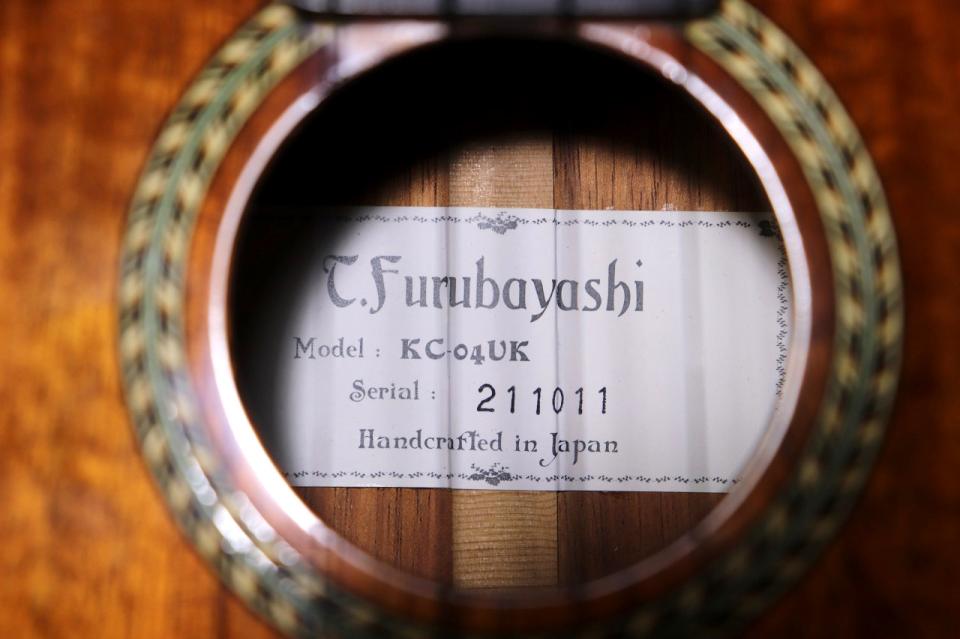 T.Furubayashi
Model : KC-04UK
Serial : 211011
Handcrafted in Japan